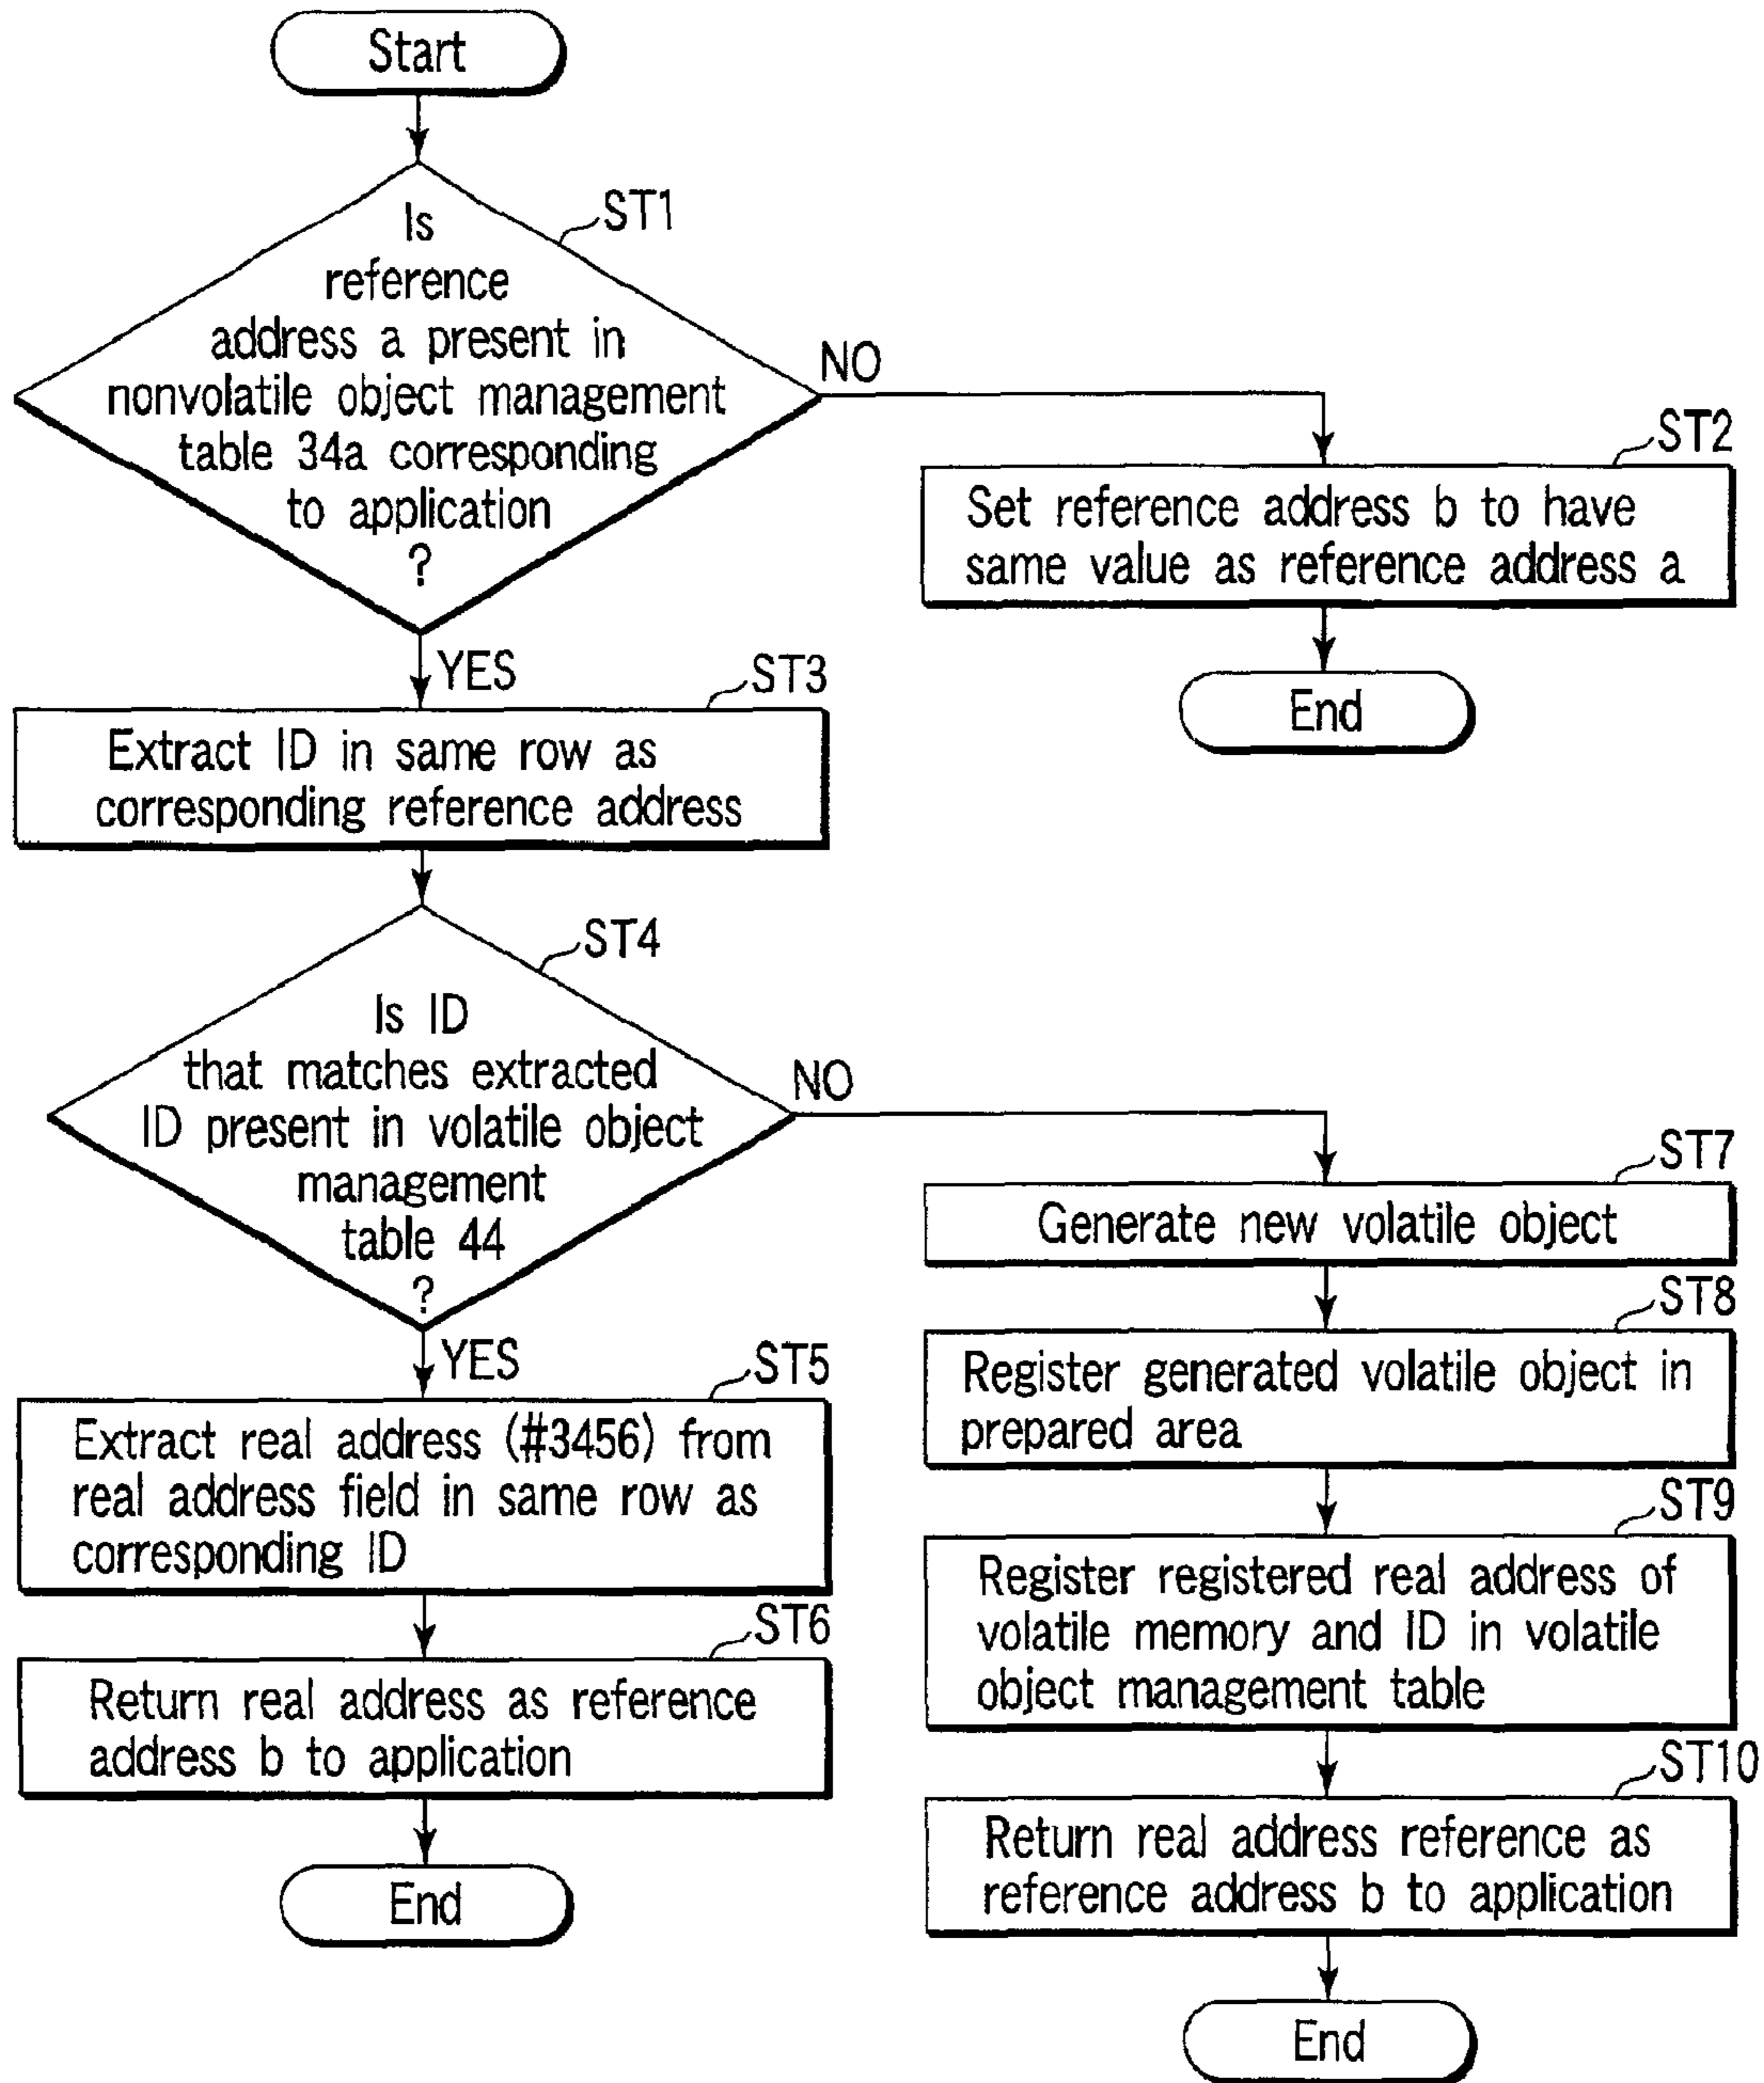 Start
ST1
Is
reference
address a present in
nonvolatile object management
table 34a corresponding
to application
?
NO
ST2
Set reference address b to have
same value as reference address a
End
YES
ST3
Extract ID in same row as
corresponding reference address
ST4
Is ID
that matches extracted
ID present in volatile object
management
table 44
?
NO
YES
ST5
Extract real address (#3456) from
real address field in same row as
corresponding ID
ST6
Return real address as reference
address b to application
End
ST7
Generate new volatile object
ST8
Register generated volatile object in
prepared area
ST9
Register registered real address of
volatile memory and ID in volatile
object management table
ST10
Return real address reference as
reference address b to application
End